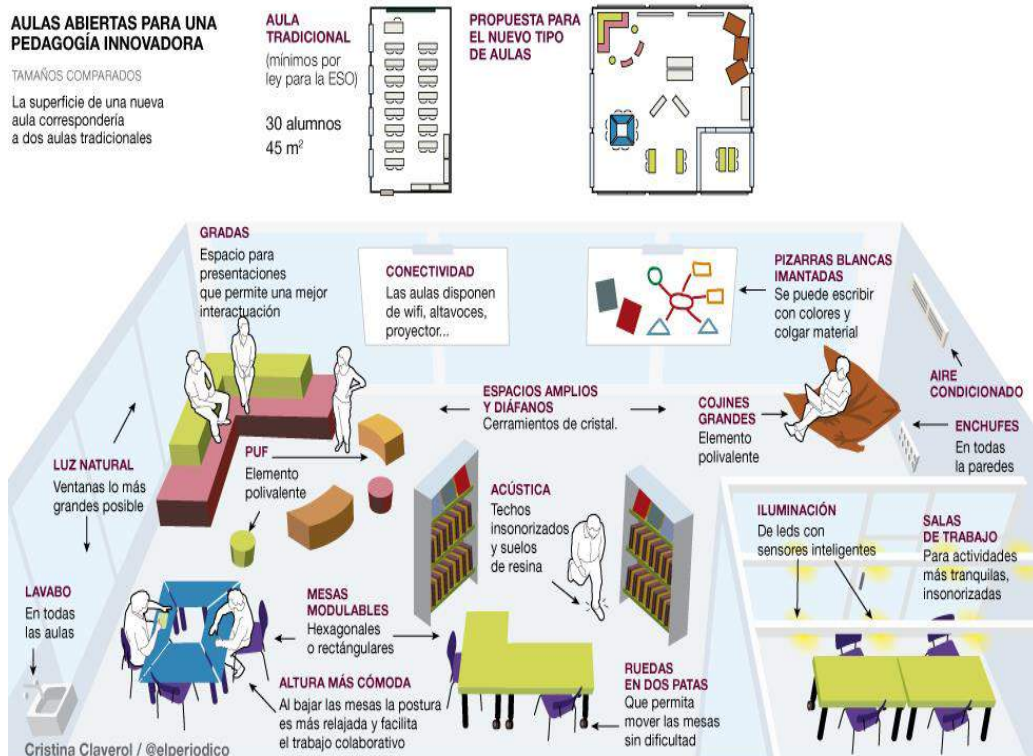 AULAS ABIERTAS PARA UNA
PEDAGOGÍA INNOVADORA
TAMAÑOS COMPARADOS
La superficie de una nueva
aula correspondería
a dos aulas tradicionales
AULA
TRADICIONAL
(mínimos por
ley para la ESO)
30 alumnos
45 m²
PROPUESTA PARA
EL NUEVO TIPO
DE AULAS
GRADAS
Espacio para
presentaciones
que permite una mejor
interactuación
CONECTIVIDAD
Las aulas disponen
de wifi, altavoces,
proyector...
PIZARRAS BLANCAS
IMANTADAS
Se puede escribir
con colores y
colgar material
AIRE
CONDICIONADO
ESPACIOS AMPLIOS
Y DIÁFANOS
Cerramientos de cristal.
COJINES
GRANDES
Elemento
polivalente
ENCHUFES
En todas
la paredes
LUZ NATURAL
Ventanas lo más
grandes posible
PUF
Elemento
polivalente
ACÚSTICA
Techos
insonorizados
y suelos
de resina
ILUMINACIÓN
De leds con
sensores inteligentes
SALAS
DE TRABAJO
Para actividades
más tranquilas,
insonorizadas
LAVABO
En todas
las aulas
MESAS
MODULABLES
Hexagonales
o rectángulares
ALTURA MÁS CÓMODA
Al bajar las mesas la postura
es más relajada y facilita
el trabajo colaborativo
RUEDAS
EN DOS PATAS
Que permita
mover las mesas
sin dificultad
Cristina Claverol / @elperiodico